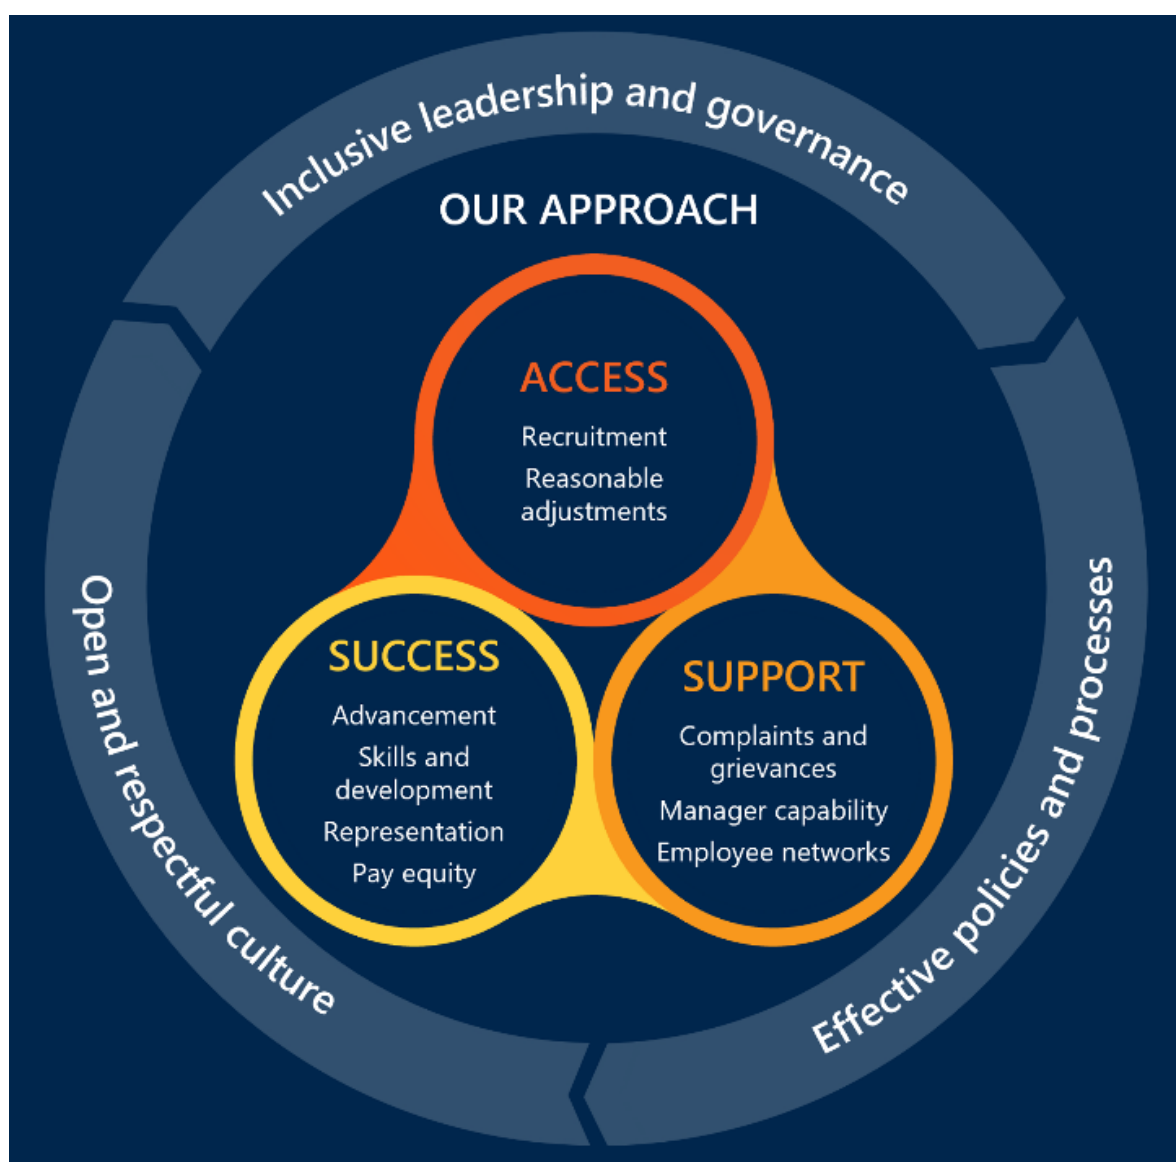 Inclusive leadership and governance
OUR APPROACH
ACCESS
Recruitment
Reasonable
adjustments
SUCCESS
Advancement
Skills and
development
Representation
Pay equity
SUPPORT
Complaints and
grievances
Manager capability
Employee networks
Open and respectful culture
Effective policies and processes